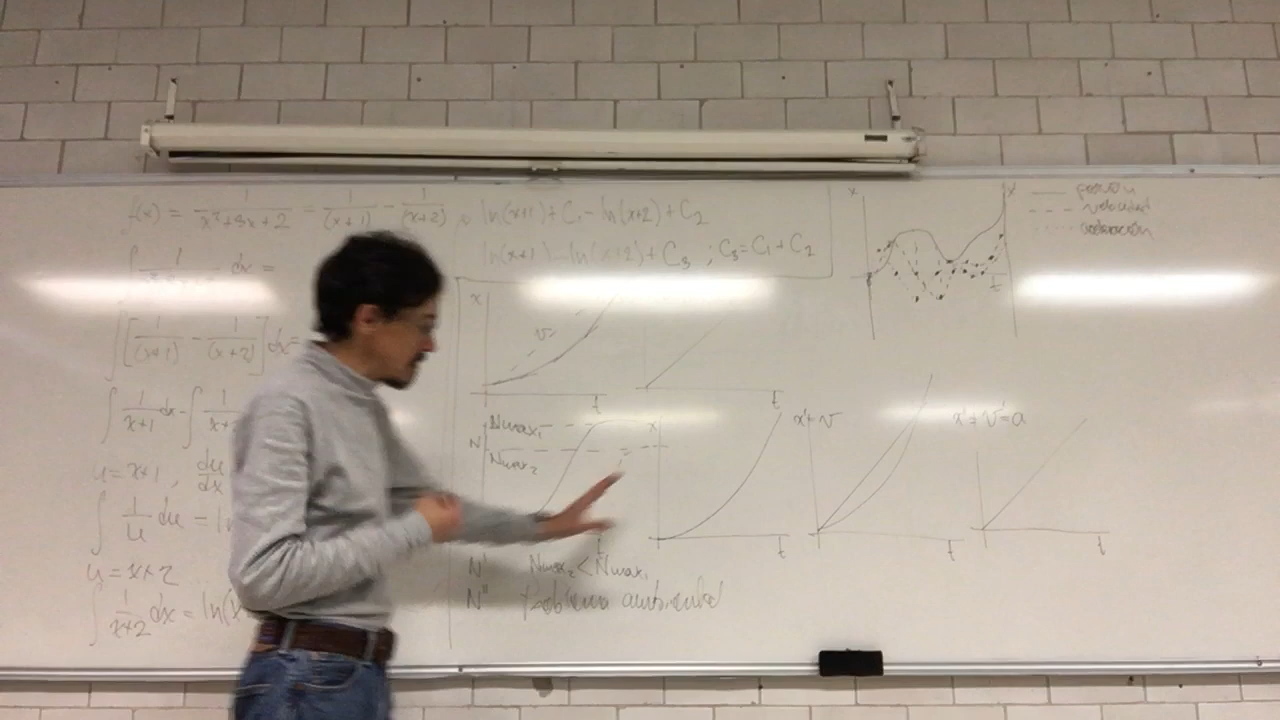 f(x) = 1/(x²+3x+2) = 1/(x+1) - 1/(x+2)
dx =
∫[1/(x+1) - 1/(x+2)]dx =
∫ 1/(x+1) dx - ∫ 1/
u = x+1 , du/dx
∫ 1/u du = ln
u = x+2
∫ 1/(x+2) dx = ln(x
ln(x+1) + C₁ - ln(x+2) + C₂
ln(x+1) - ln(x+2) + C₃ ; C₃ = C₁ + C₂
x
v
t
t
N
Nmax₁
Nmax₂
t
N' Nmax₂ < Nmax₁
N'' Problema ambiental
x
t
x' = v
t
x'' = v' = a
t
x
t
posición
velocidad
aceleración